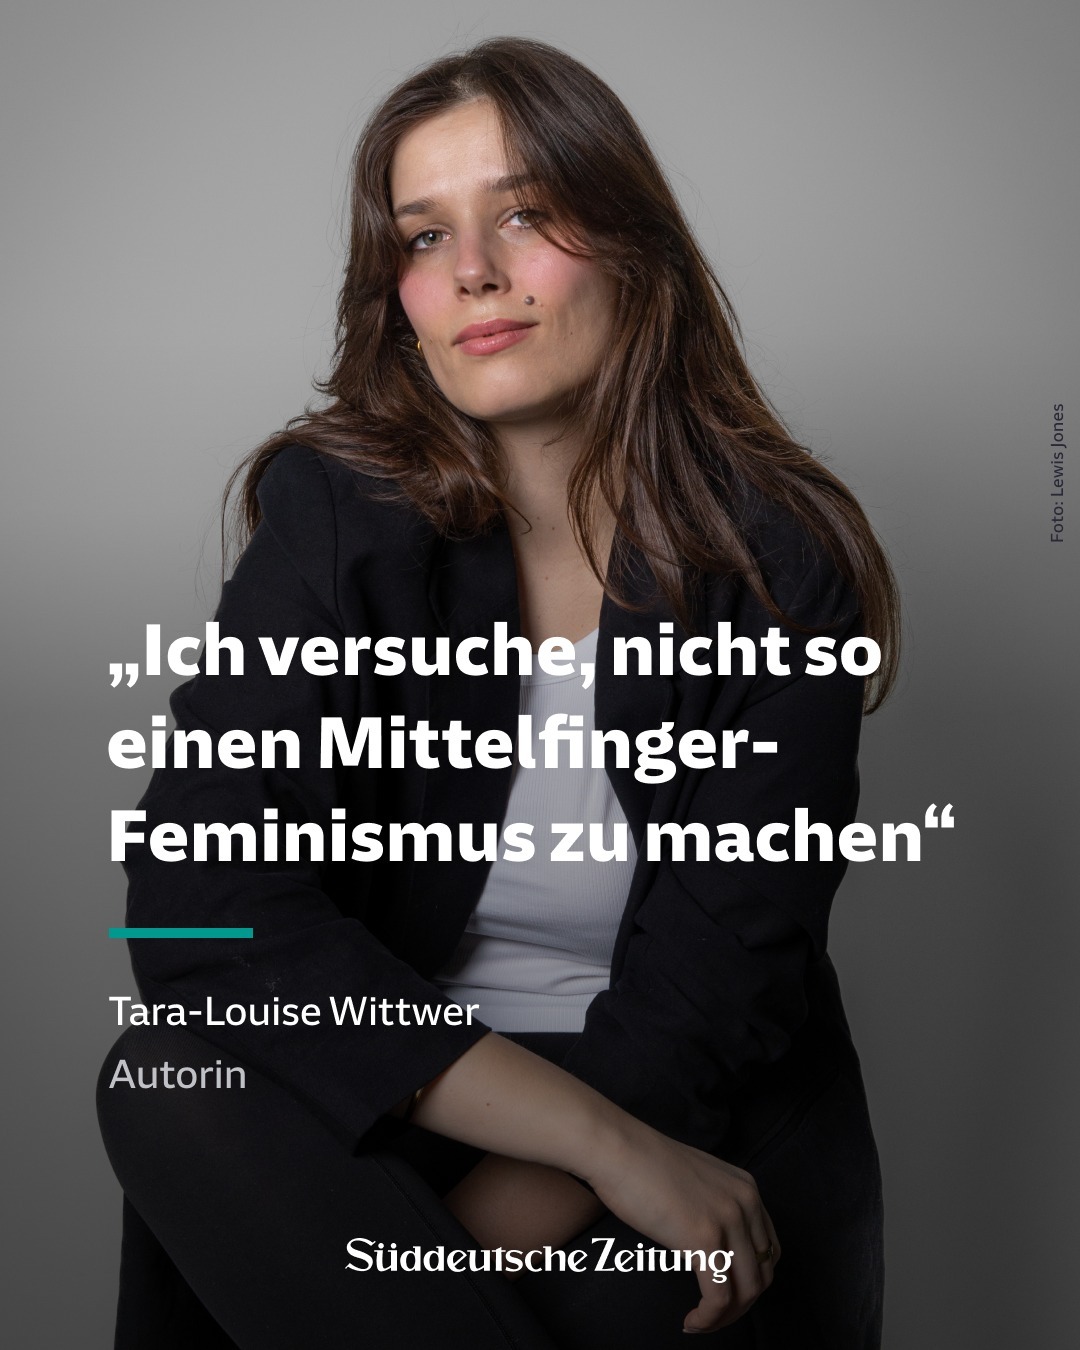 Foto: Lewis Jones
„Ich versuche, nicht so
einen Mittelfinger-
Feminismus zu machen“
Tara-Louise Wittwer
Autorin
Süddeutsche Zeitung